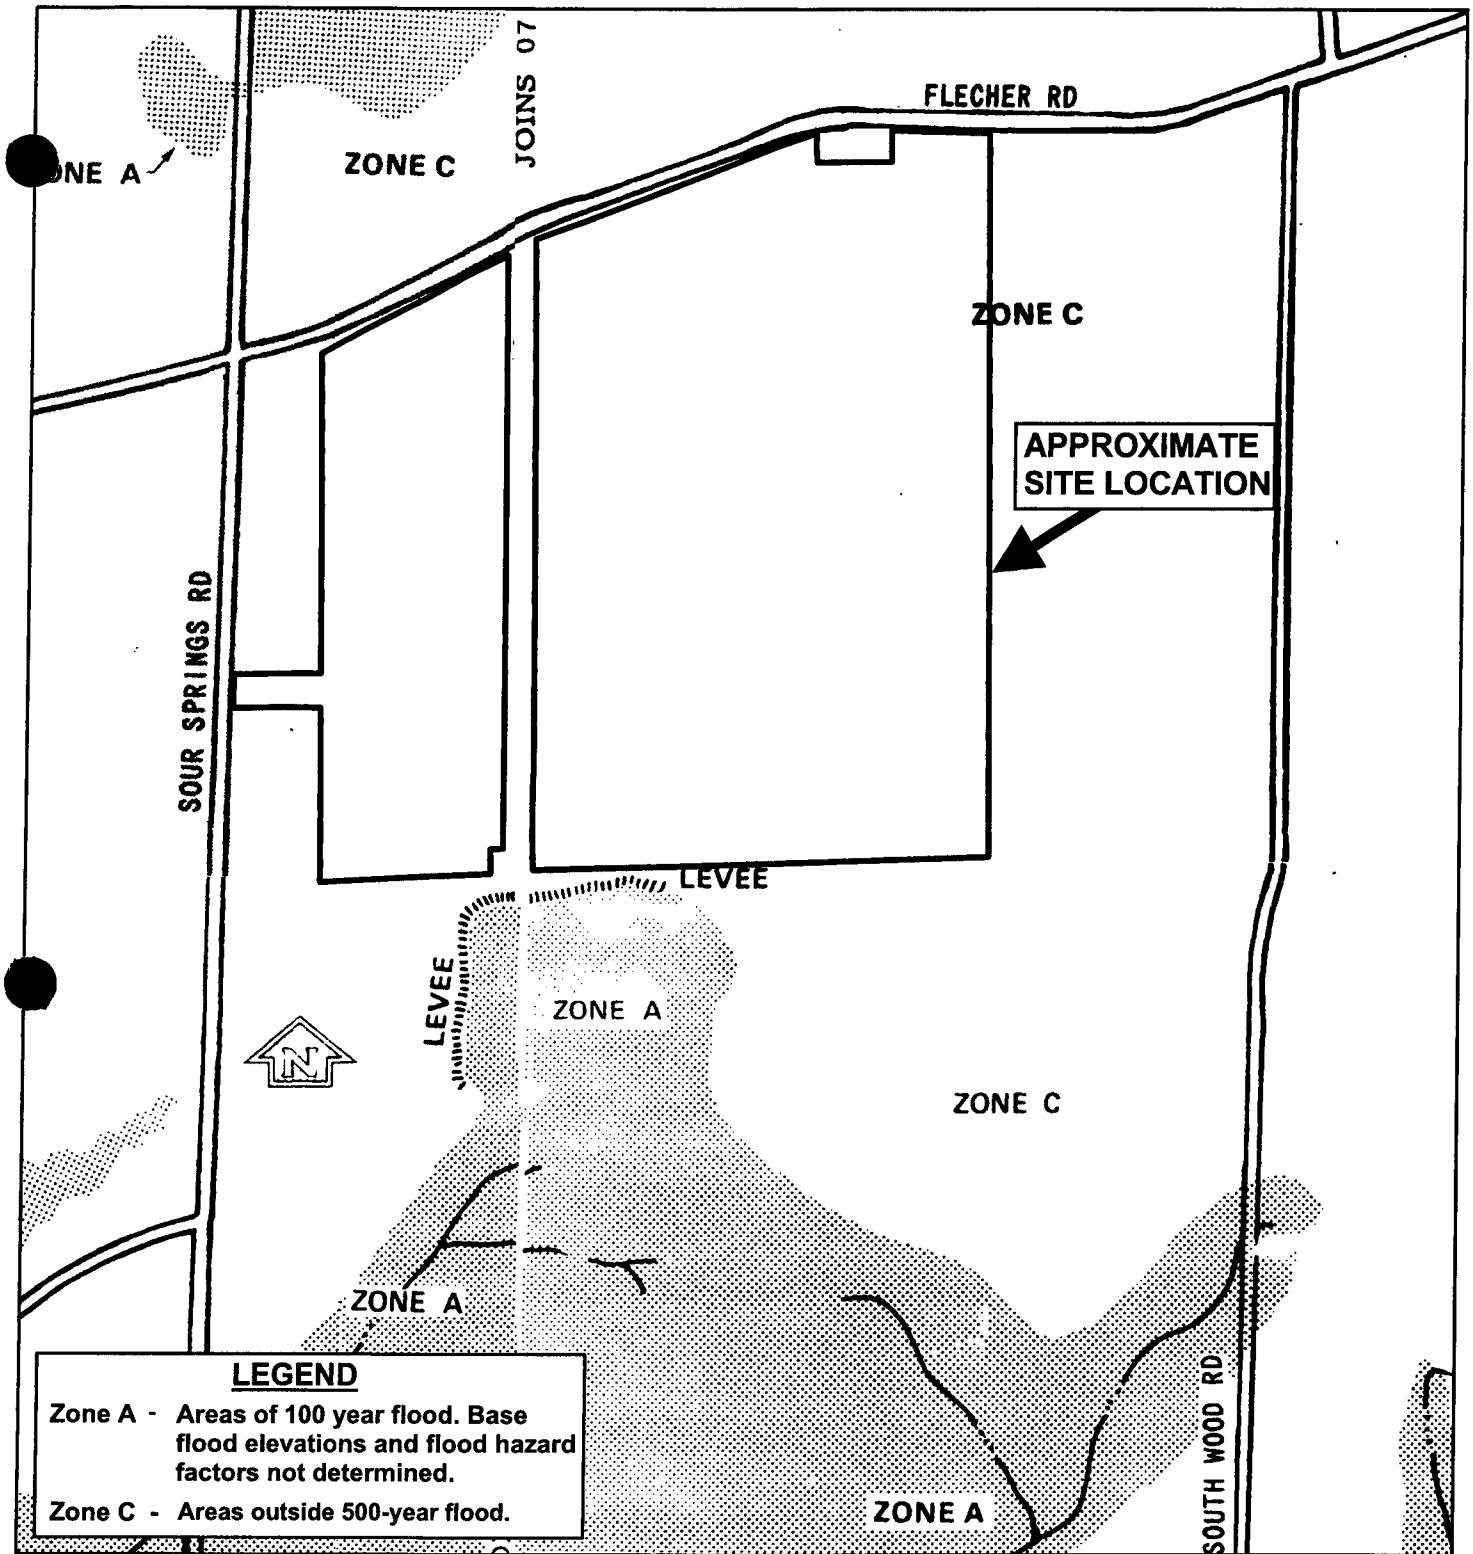 JOINS 07
FLECHER RD
ZONE A
ZONE C
ZONE C
APPROXIMATE
SITE LOCATION
SOUR SPRINGS RD
LEVEE
LEVEE
ZONE A
N
ZONE C
ZONE A
LEGEND
Zone A - Areas of 100 year flood. Base
flood elevations and flood hazard
factors not determined.
Zone C - Areas outside 500-year flood.
ZONE A
SOUTH WOOD RD